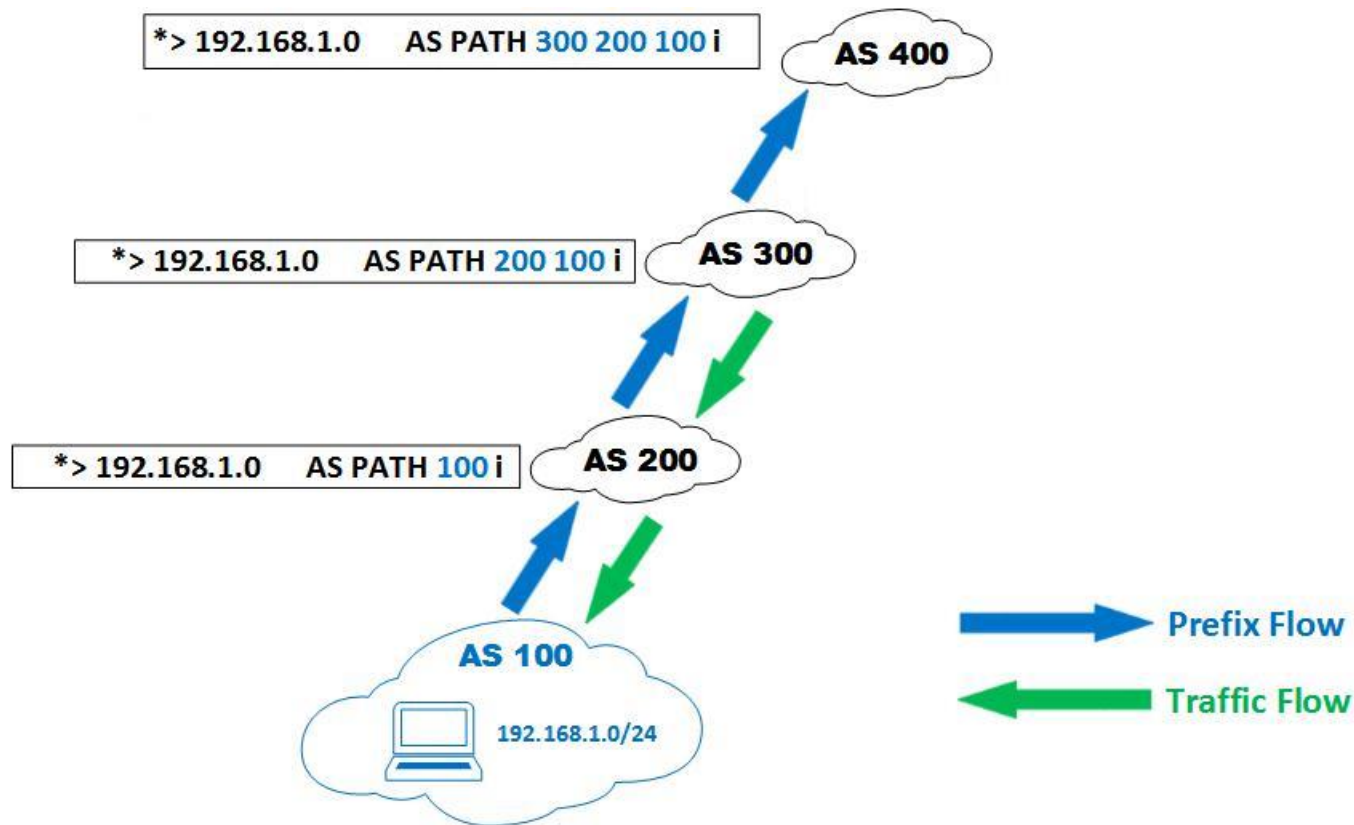 *> 192.168.1.0 AS PATH 300 200 100 i
AS 400
*> 192.168.1.0 AS PATH 200 100 i
AS 300
*> 192.168.1.0 AS PATH 100 i
AS 200
AS 100
192.168.1.0/24
Prefix Flow
Traffic Flow